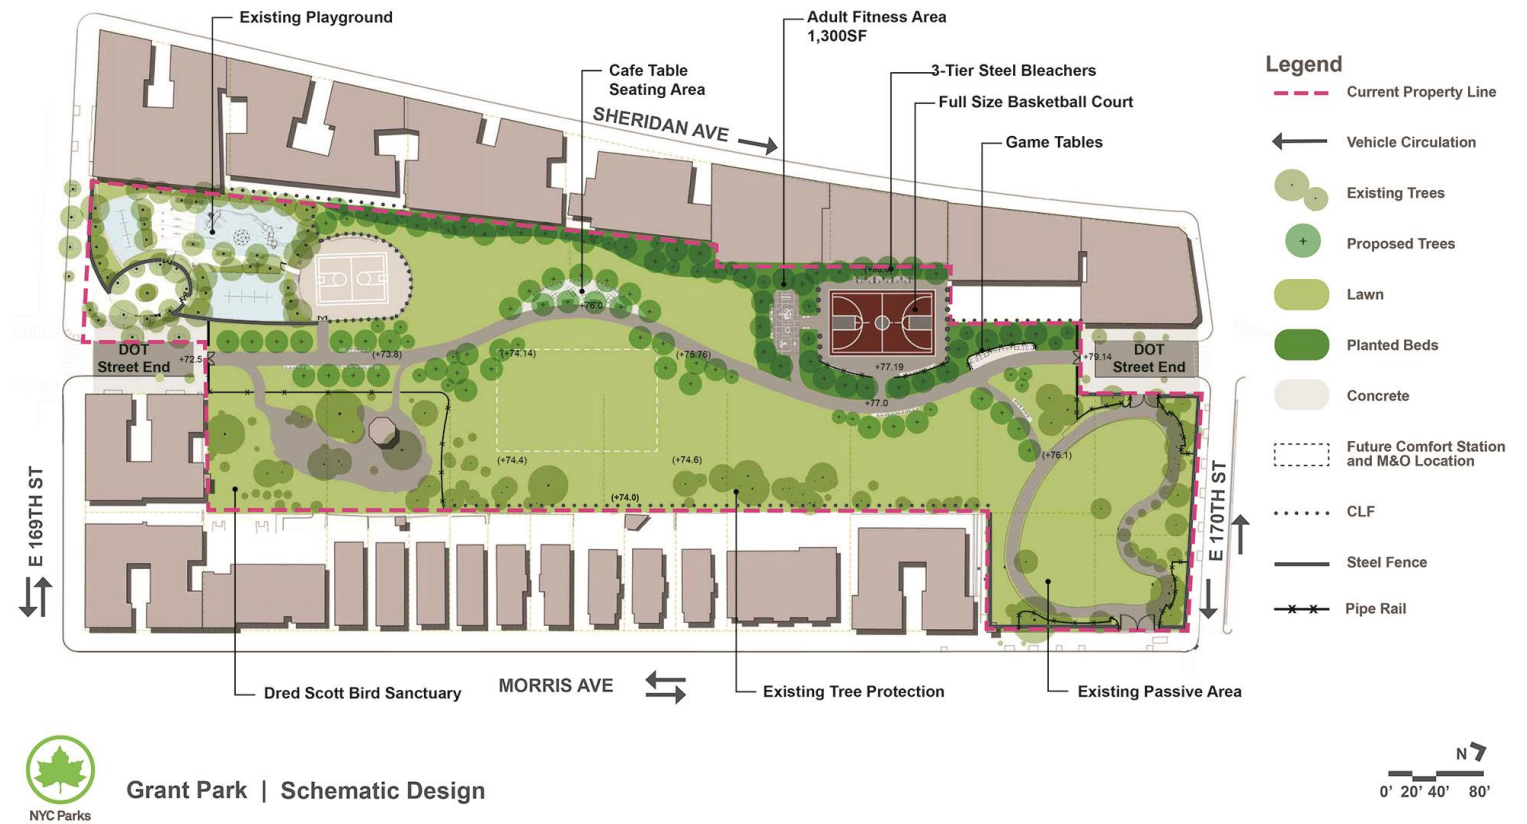 Existing Playground
Adult Fitness Area
1,300SF
Cafe Table
Seating Area
3-Tier Steel Bleachers
Full Size Basketball Court
Game Tables
SHERIDAN AVE
Legend
Current Property Line
Vehicle Circulation
Existing Trees
Proposed Trees
Lawn
Planted Beds
Concrete
Future Comfort Station
and M&O Location
CLF
Steel Fence
Pipe Rail
DOT
Street End
+72.5
(+73.8)
(+74.14)
+76.0
(+75.76)
+77.19
+77.0
+79.14
DOT
Street End
(+74.4)
(+74.6)
(+76.1)
(+74.0)
E 169TH ST
E 170TH ST
Dred Scott Bird Sanctuary
MORRIS AVE
Existing Tree Protection
Existing Passive Area
NYC Parks
Grant Park | Schematic Design
N
0' 20' 40' 80'